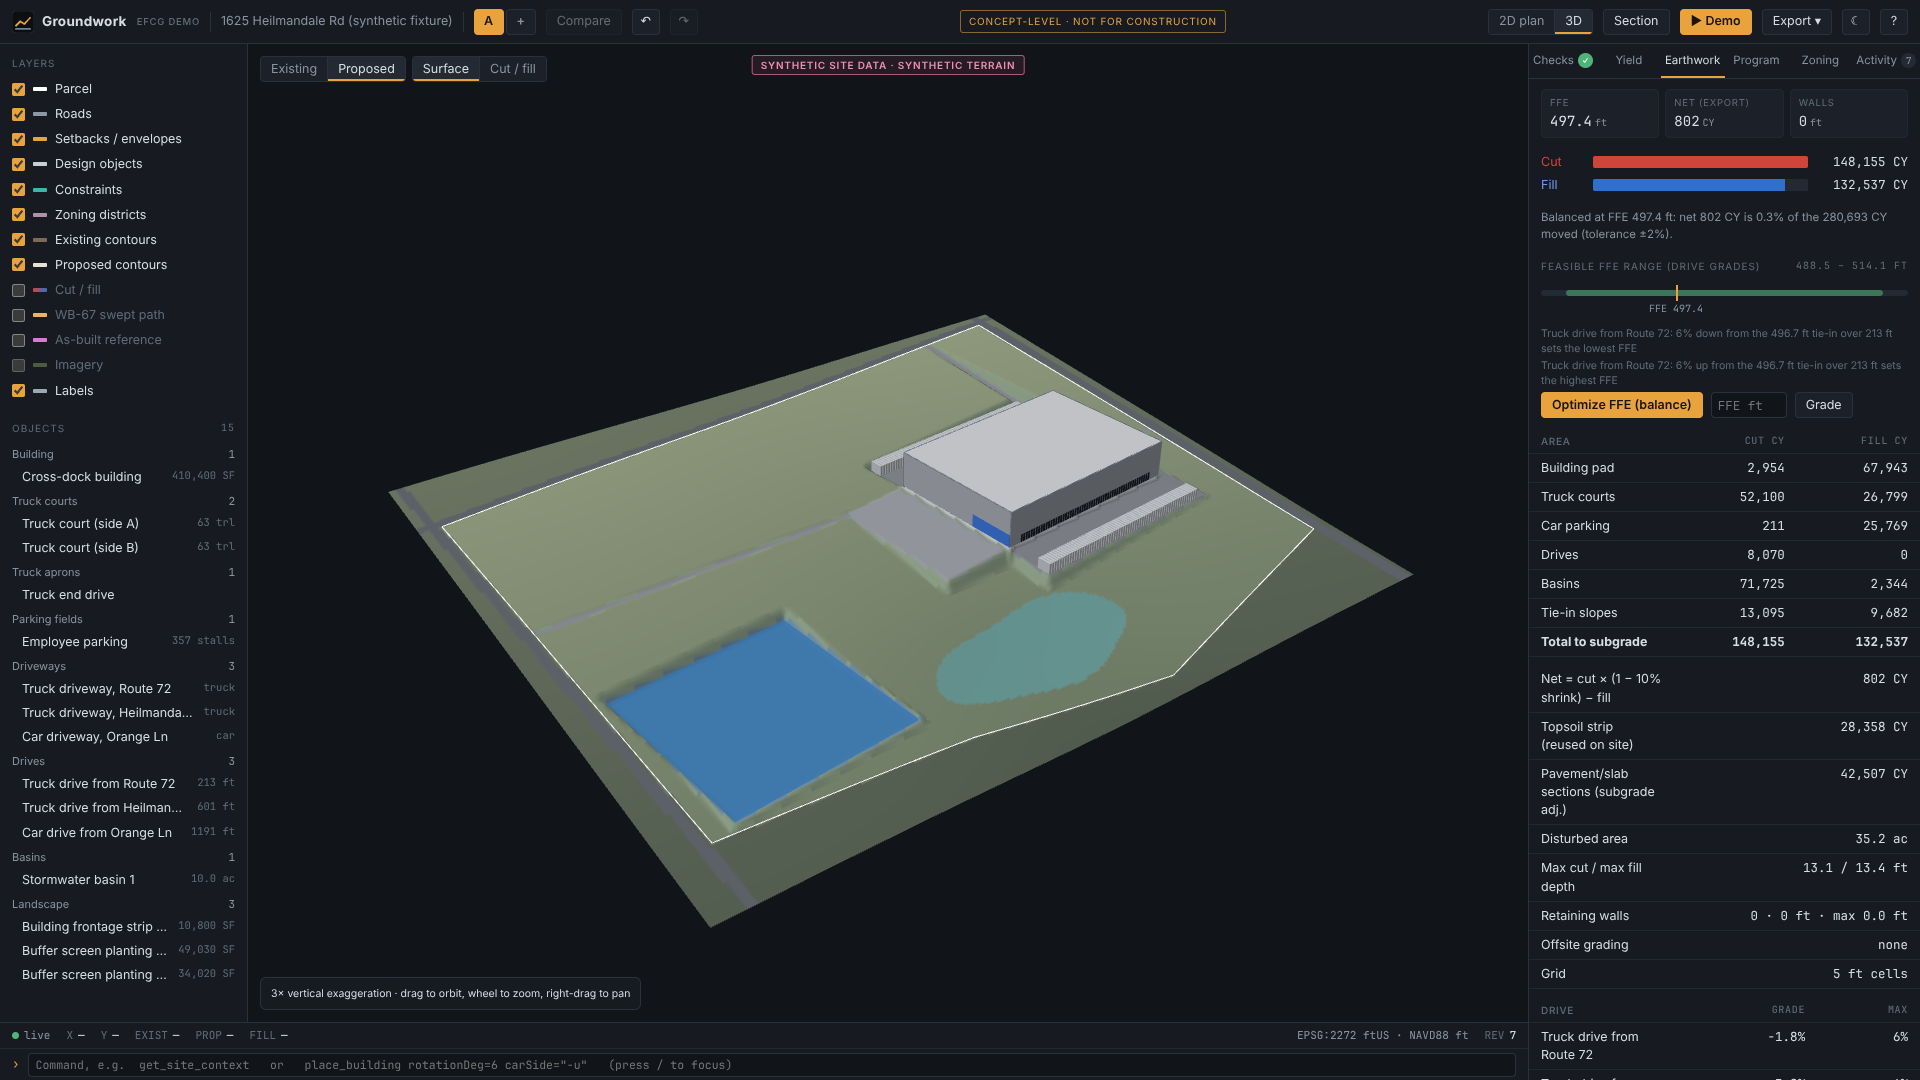 Groundwork EFCG DEMO 1625 Heilmandale Rd (synthetic fixture) A + Compare ↶ ↷ CONCEPT-LEVEL · NOT FOR CONSTRUCTION 2D plan 3D Section ▶ Demo Export ▾ ☾ ?
LAYERS
Parcel
Roads
Setbacks / envelopes
Design objects
Constraints
Zoning districts
Existing contours
Proposed contours
Cut / fill
WB-67 swept path
As-built reference
Imagery
Labels
OBJECTS 15
Building 1
Cross-dock building 410,400 SF
Truck courts 2
Truck court (side A) 63 trl
Truck court (side B) 63 trl
Truck aprons 1
Truck end drive
Parking fields 1
Employee parking 357 stalls
Driveways 3
Truck driveway, Route 72 truck
Truck driveway, Heilmanda... truck
Car driveway, Orange Ln car
Drives 3
Truck drive from Route 72 213 ft
Truck drive from Heilman... 601 ft
Car drive from Orange Ln 1191 ft
Basins 1
Stormwater basin 1 10.0 ac
Landscape 3
Building frontage strip ... 10,800 SF
Buffer screen planting ... 49,030 SF
Buffer screen planting ... 34,020 SF
Existing Proposed Surface Cut / fill
SYNTHETIC SITE DATA · SYNTHETIC TERRAIN
3× vertical exaggeration · drag to orbit, wheel to zoom, right-drag to pan
Checks ✓ Yield Earthwork Program Zoning Activity 7
FFE NET (EXPORT) WALLS
497.4 ft 802 CY 0 ft
Cut 148,155 CY
Fill 132,537 CY
Balanced at FFE 497.4 ft: net 802 CY is 0.3% of the 280,693 CY
moved (tolerance ±2%).
FEASIBLE FFE RANGE (DRIVE GRADES) 488.5 – 514.1 FT
FFE 497.4
Truck drive from Route 72: 6% down from the 496.7 ft tie-in over 213 ft
sets the lowest FFE
Truck drive from Route 72: 6% up from the 496.7 ft tie-in over 213 ft sets
the highest FFE
Optimize FFE (balance) FFE ft Grade
AREA CUT CY FILL CY
Building pad 2,954 67,943
Truck courts 52,100 26,799
Car parking 211 25,769
Drives 8,070 0
Basins 71,725 2,344
Tie-in slopes 13,095 9,682
Total to subgrade 148,155 132,537
Net = cut × (1 − 10% 802 CY
shrink) − fill
Topsoil strip 28,358 CY
(reused on site)
Pavement/slab 42,507 CY
sections (subgrade
adj.)
Disturbed area 35.2 ac
Max cut / max fill 13.1 / 13.4 ft
depth
Retaining walls 0 · 0 ft · max 0.0 ft
Offsite grading none
Grid 5 ft cells
DRIVE GRADE MAX
Truck drive from -1.8% 6%
Route 72
live X — Y — EXIST — PROP — FILL — EPSG:2272 ftUS · NAVD88 ft REV 7
› Command, e.g. get_site_context or place_building rotationDeg=6 carSide="-u" (press / to focus)